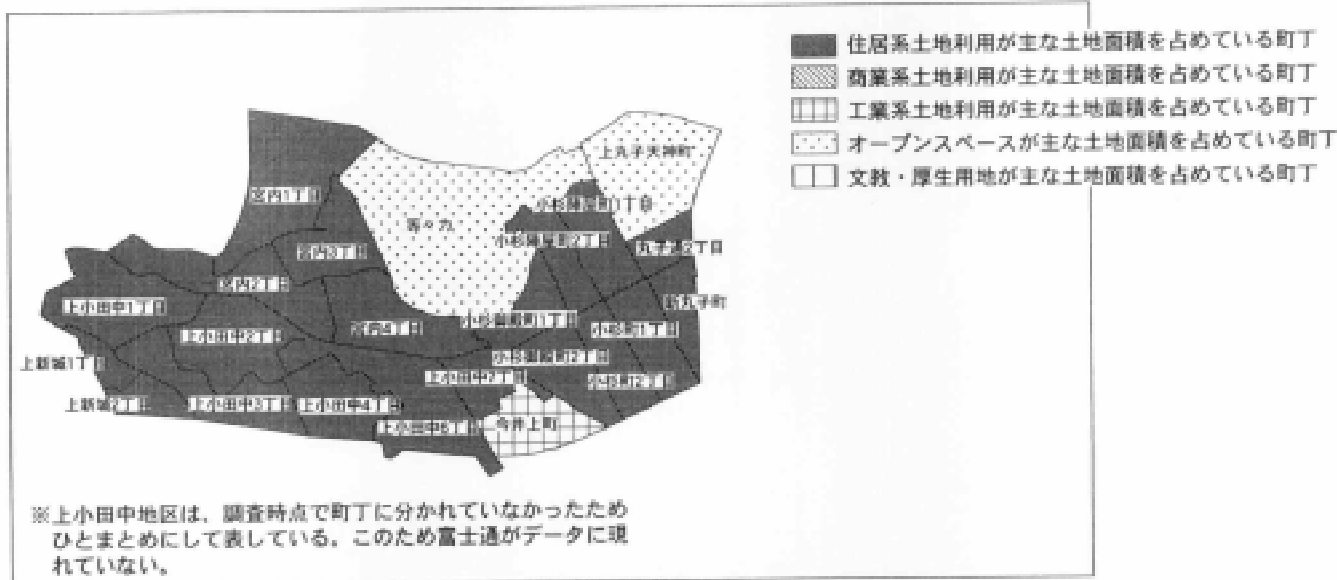 住居系土地利用が主な土地面積を占めている町丁
商業系土地利用が主な土地面積を占めている町丁
工業系土地利用が主な土地面積を占めている町丁
オープンスペースが主な土地面積を占めている町丁
文教・厚生用地が主な土地面積を占めている町丁
上丸子天神町
宮内1丁目
小杉陣屋町1丁目
等々力
小杉陣屋町2丁目
丸子通2丁目
宮内3丁目
宮内2丁目
上小田中1丁目
新丸子町
小杉御殿町1丁目
宮内4丁目
小杉町1丁目
上小田中2丁目
小杉御殿町2丁目
上新城1丁目
上小田中7丁目
小杉町2丁目
上新城2丁目
上小田中3丁目
上小田中4丁目
今井上町
上小田中6丁目
※上小田中地区は、調査時点で町丁に分かれていなかったため
ひとまとめにして表している。このため富士通がデータに現
れていない。